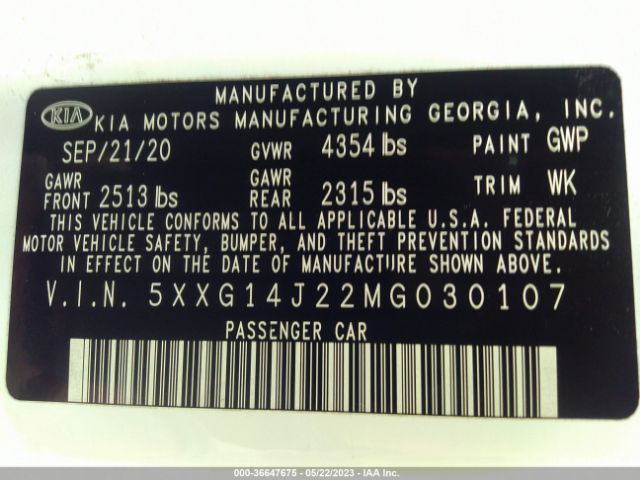 MANUFACTURED BY
KIA KIA MOTORS MANUFACTURING GEORGIA, INC.
SEP/21/20 GVWR 4354 lbs PAINT GWP
GAWR FRONT 2513 lbs GAWR REAR 2315 lbs TRIM WK
THIS VEHICLE CONFORMS TO ALL APPLICABLE U.S.A. FEDERAL
MOTOR VEHICLE SAFETY, BUMPER, AND THEFT PREVENTION STANDARDS
IN EFFECT ON THE DATE OF MANUFACTURE SHOWN ABOVE.
V.I.N. 5XXG14J22MG030107
PASSENGER CAR
000-36647675 - 05/22/2023 - IAA Inc.